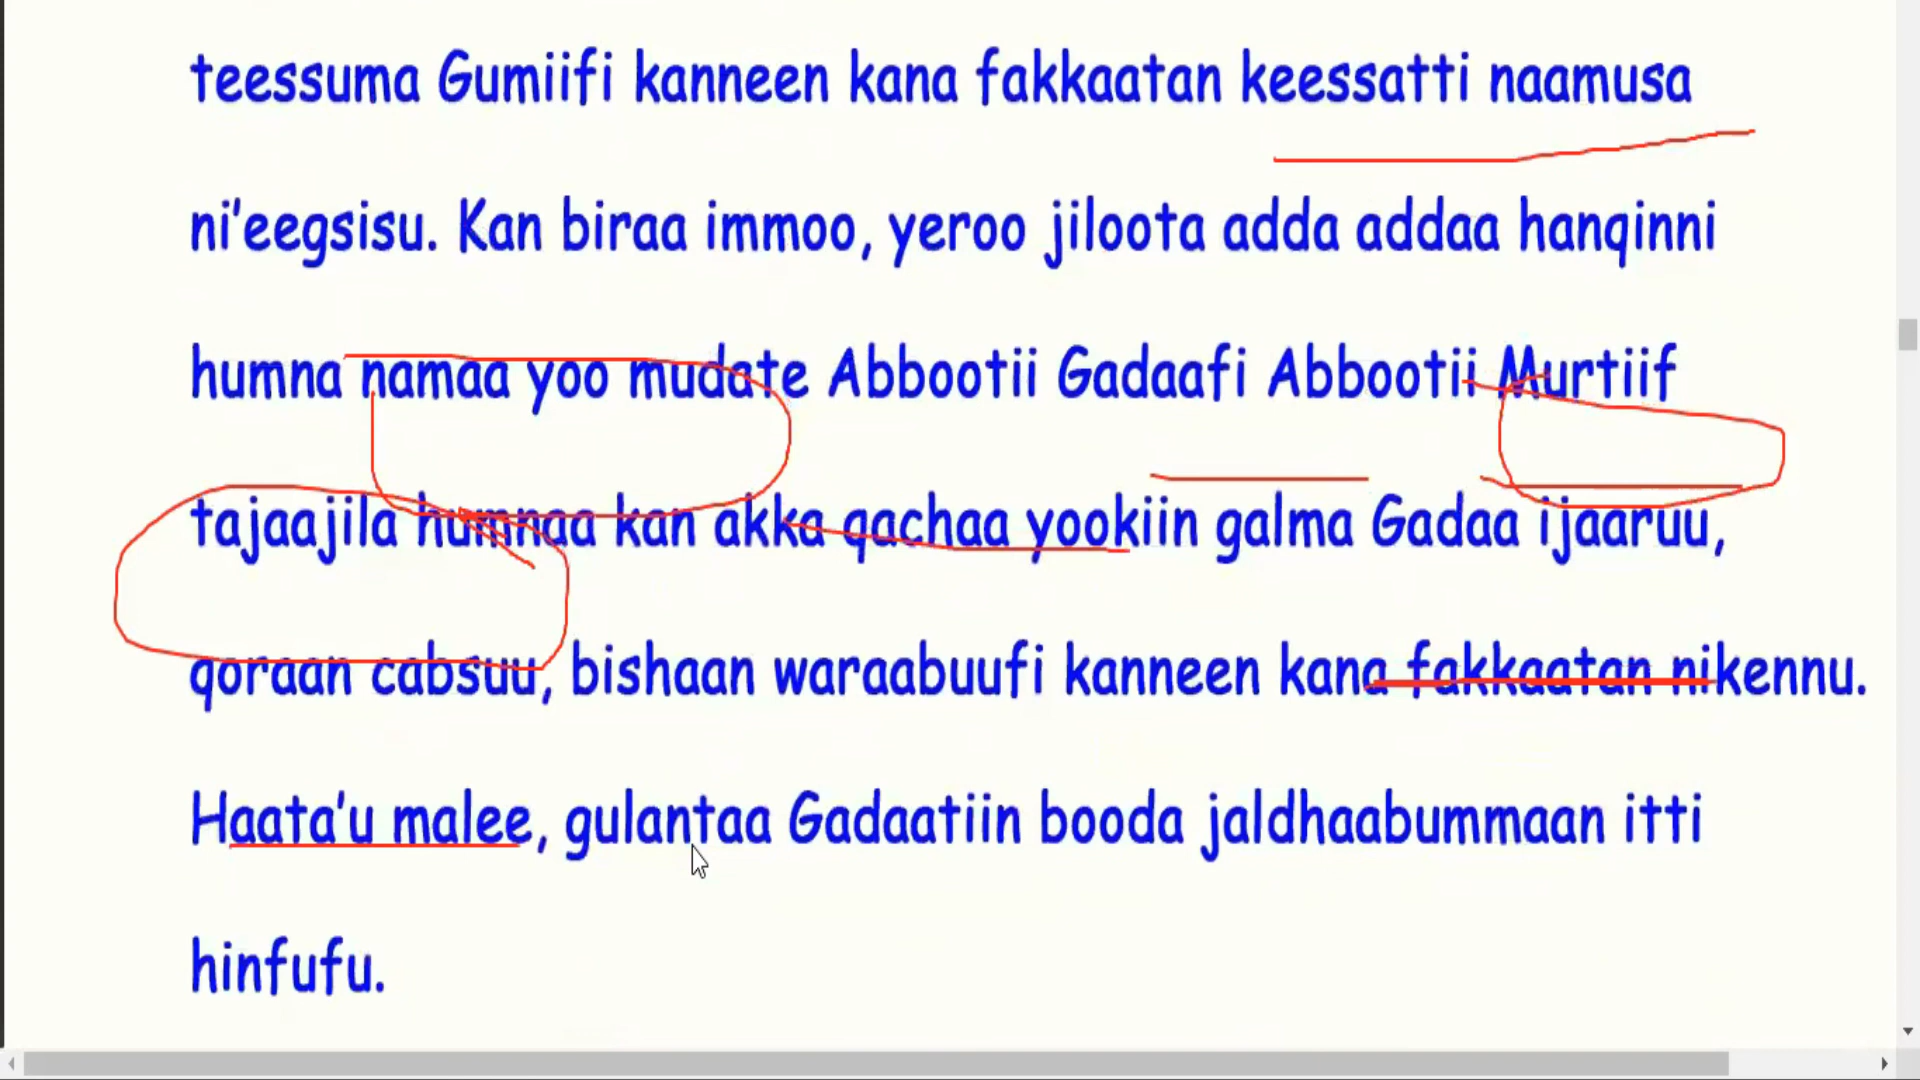 teessuma Gumiifi kanneen kana fakkaatan keessatti naamusa
ni'eegsisu. Kan biraa immoo, yeroo jiloota adda addaa hanqinni
humna namaa yoo mudate Abbootii Gadaafi Abbootii Murtiif
tajaajila humnaa kan akka qachaa yookiin galma Gadaa ijaaruu,
qoraan cabsuu, bishaan waraabuufi kanneen kana fakkaatan nikennu.
Haata'u malee, gulantaa Gadaatiin booda jaldhaabummaan itti
hinfufu.